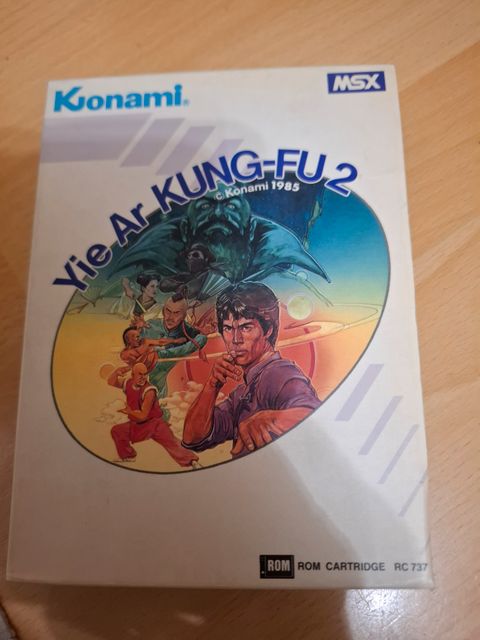 Konami®
MSX
Yie Ar KUNG-FU 2
© Konami 1985
ROM ROM CARTRIDGE RC 737